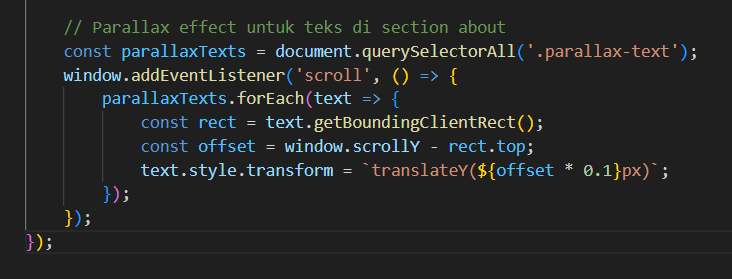 // Parallax effect untuk teks di section about
const parallaxTexts = document.querySelectorAll('.parallax-text');
window.addEventListener('scroll', () => {
parallaxTexts.forEach(text => {
const rect = text.getBoundingClientRect();
const offset = window.scrollY - rect.top;
text.style.transform = `translateY(${offset * 0.1}px)`;
});
});
});